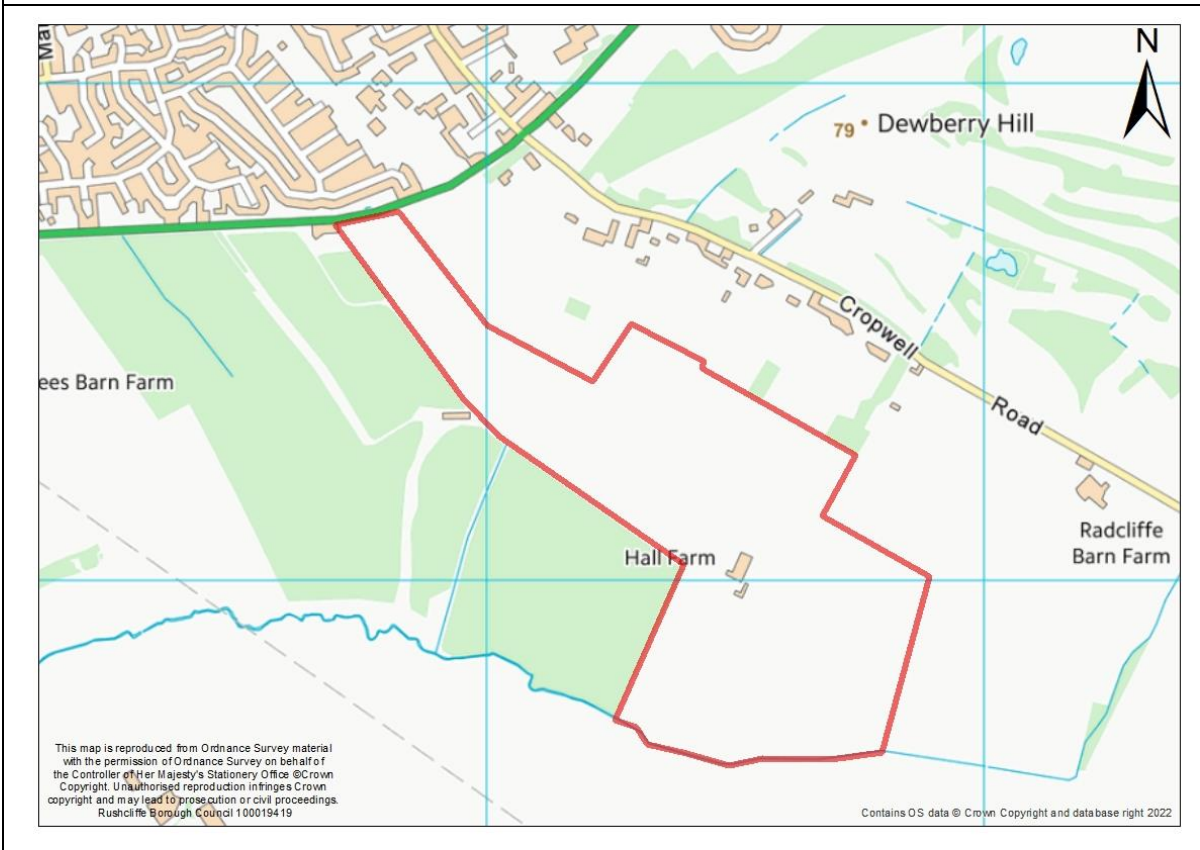 Ma
N
79 • Dewberry Hill
Cropwell
Road
ees Barn Farm
Radcliffe
Barn Farm
Hall Farm
This map is reproduced from Ordnance Survey material
with the permission of Ordnance Survey on behalf of
the Controller of Her Majesty's Stationery Office ©Crown
Copyright. Unauthorised reproduction infringes Crown
copyright and may lead to prosecution or civil proceedings.
Rushcliffe Borough Council 100019419
Contains OS data © Crown Copyright and database right 2022